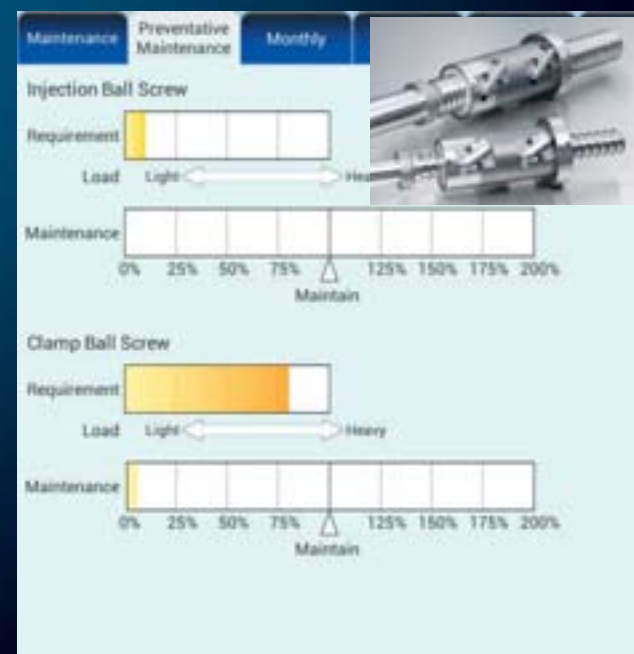 Maintenance
Preventative
Maintenance
Monthly
Injection Ball Screw
Requirement
Load Light Hea
Maintenance
0% 25% 50% 75% 125% 150% 175% 200%
Maintain
Clamp Ball Screw
Requirement
Load Light Heavy
Maintenance
0% 25% 50% 75% 125% 150% 175% 200%
Maintain